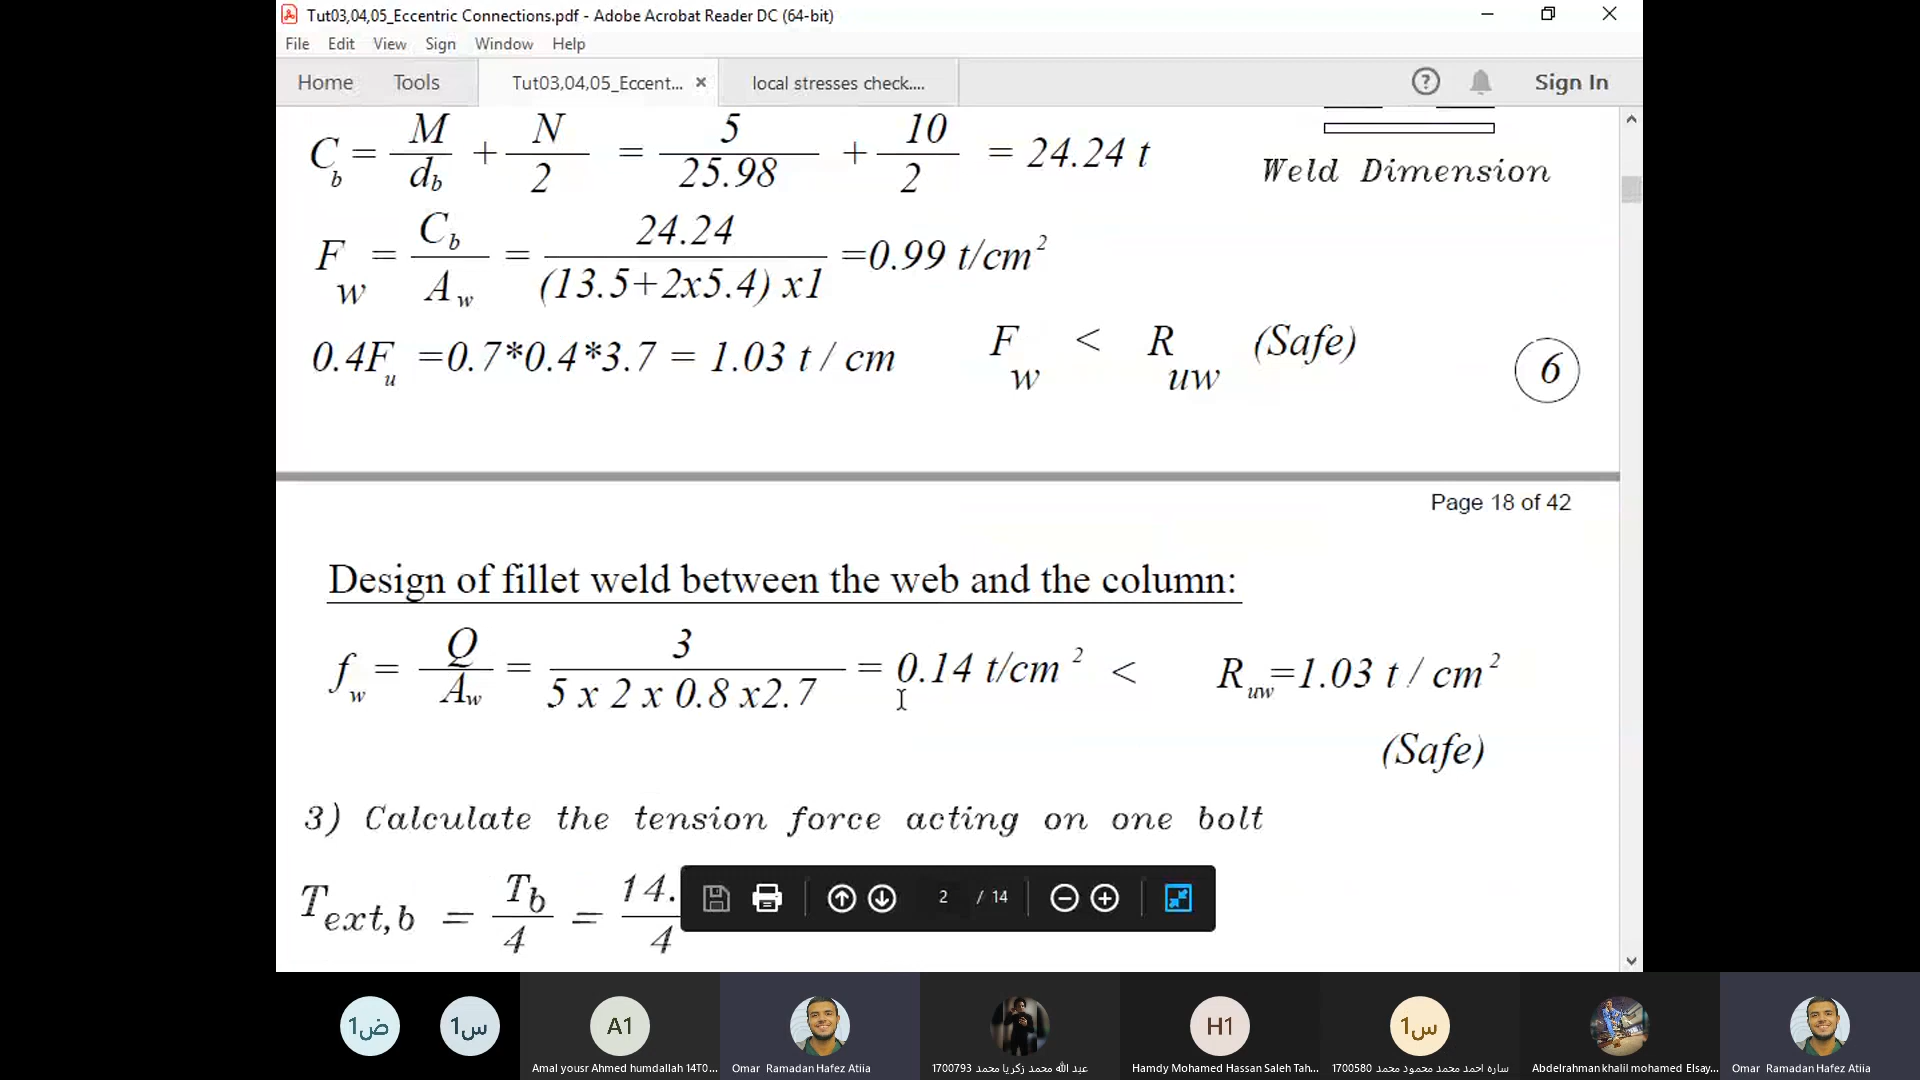 Tut03,04,05_Eccentric Connections.pdf - Adobe Acrobat Reader DC (64-bit)
File Edit View Sign Window Help
Home Tools Tut03,04,05_Eccent... × local stresses check.... Sign In
C_b = M/d_b + N/2 = 5/25.98 + 10/2 = 24.24 t
Weld Dimension
F_w = C_b/A_w = 24.24/(13.5+2x5.4) x1 =0.99 t/cm²
0.4F_u =0.7*0.4*3.7 = 1.03 t / cm F_w < R_uw (Safe)
6
Page 18 of 42
Design of fillet weld between the web and the column:
f_w = Q/A_w = 3/5 x 2 x 0.8 x2.7 = 0.14 t/cm² < R_uw=1.03 t / cm²
(Safe)
3) Calculate the tension force acting on one bolt
T_ext,b = T_b/4 = 14./4
2 / 14
ض1 س1 A1 H1 س1
Amal yousr Ahmed humdallah 14T0...
Omar Ramadan Hafez Atiia
عبد الله محمد زكريا محمد 1700793
Hamdy Mohamed Hassan Saleh Tah...
ساره احمد محمد محمود محمد 1700580
Abdelrahman khalil mohamed Elsay...
Omar Ramadan Hafez Atiia